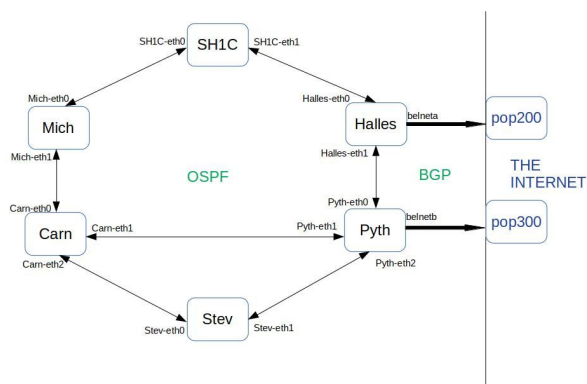 SH1C-eth0
SH1C
SH1C-eth1
Mich-eth0
Halles-eth0
Mich
Halles
belneta
pop200
Mich-eth1
Halles-eth1
OSPF
BGP
THE
INTERNET
Carn-eth0
Pyth-eth0
Carn
Carn-eth1
Pyth-eth1
Pyth
belnetb
pop300
Carn-eth2
Pyth-eth2
Stev-eth0
Stev
Stev-eth1